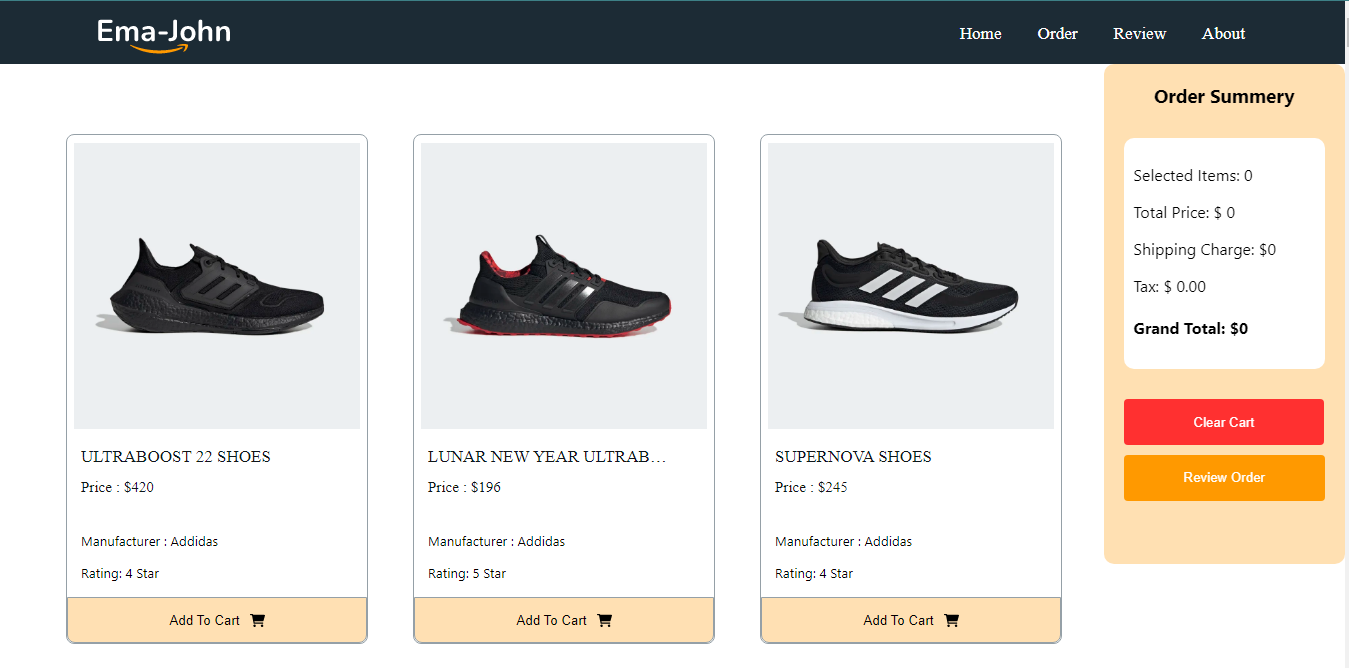 Ema-John
Home Order Review About
Order Summery
Selected Items: 0
Total Price: $ 0
Shipping Charge: $0
Tax: $ 0.00
Grand Total: $0
Clear Cart
Review Order
ULTRABOOST 22 SHOES
Price : $420
Manufacturer : Addidas
Rating: 4 Star
Add To Cart
LUNAR NEW YEAR ULTRAB...
Price : $196
Manufacturer : Addidas
Rating: 5 Star
Add To Cart
SUPERNOVA SHOES
Price : $245
Manufacturer : Addidas
Rating: 4 Star
Add To Cart